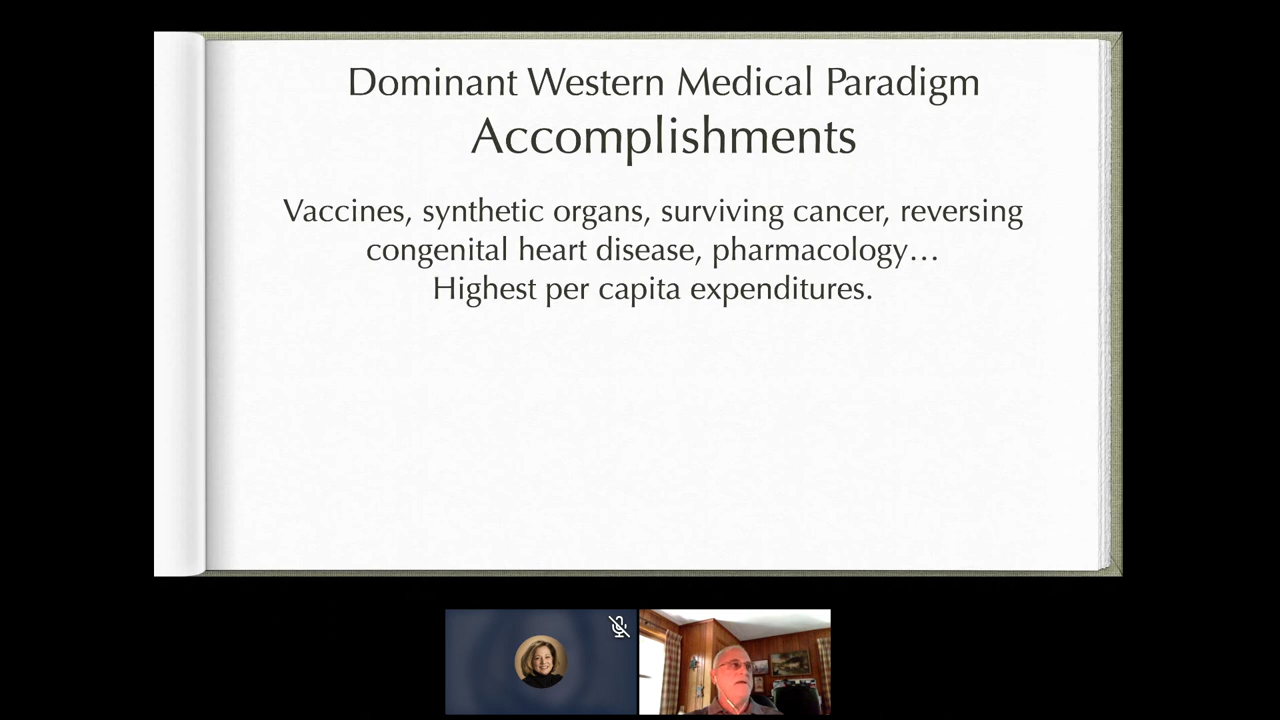 Dominant Western Medical Paradigm
Accomplishments
Vaccines, synthetic organs, surviving cancer, reversing
congenital heart disease, pharmacology…
Highest per capita expenditures.